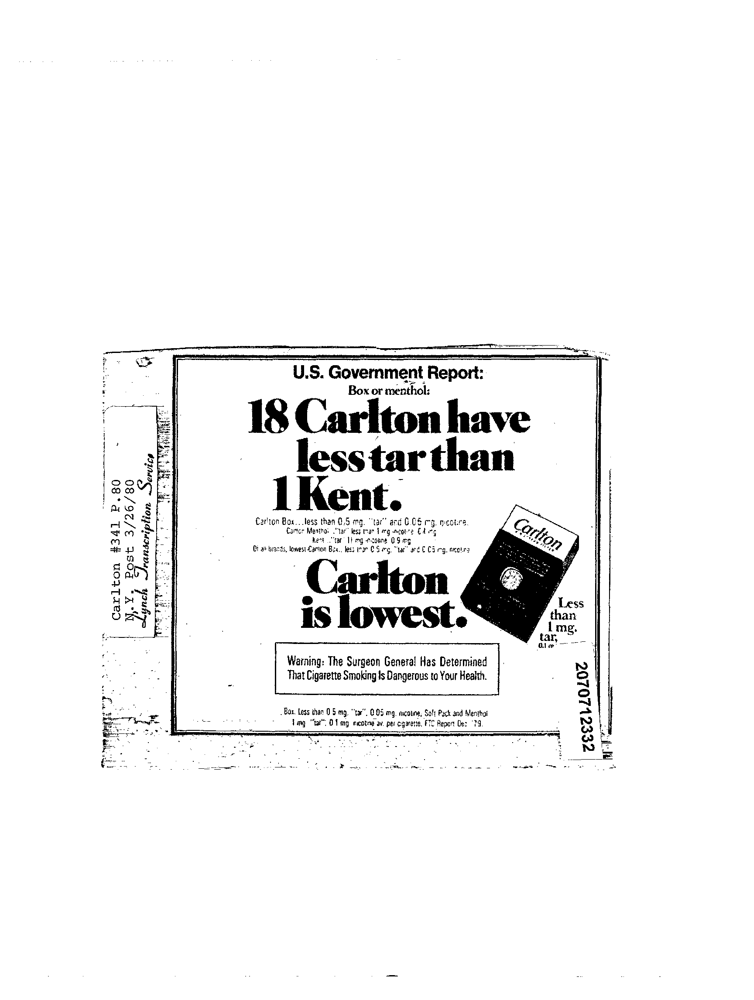 U.S. Government Report:
Box or menthol:
18 Carlton have
less tar than
1 Kent.
Carlton Box...less than 0.5 mg. "tar" and 0.05 mg. nicotine.
Carlton Menthol ..."tar" less than 1 mg nicotine 0.1 mg
Kent ..."tar" 11 mg nicotine 0.9 mg
Of all brands, lowest-Carlton Box.. less than 0.5 mg. "tar" and 0.05 mg. nicotine
Carlton
is lowest.
Carlton
Less
than
1 mg.
tar,
0.1
Warning: The Surgeon General Has Determined
That Cigarette Smoking Is Dangerous to Your Health.
Box: Less than 0.5 mg. "tar", 0.05 mg. nicotine, Soft Pack and Menthol
1 mg "tar", 0.1 mg nicotine av. per cigarette, FTC Report Dec. '79.
Carlton #341 P.80
N.Y. Post 3/26/80
Lynch Transcription Service
2070712332